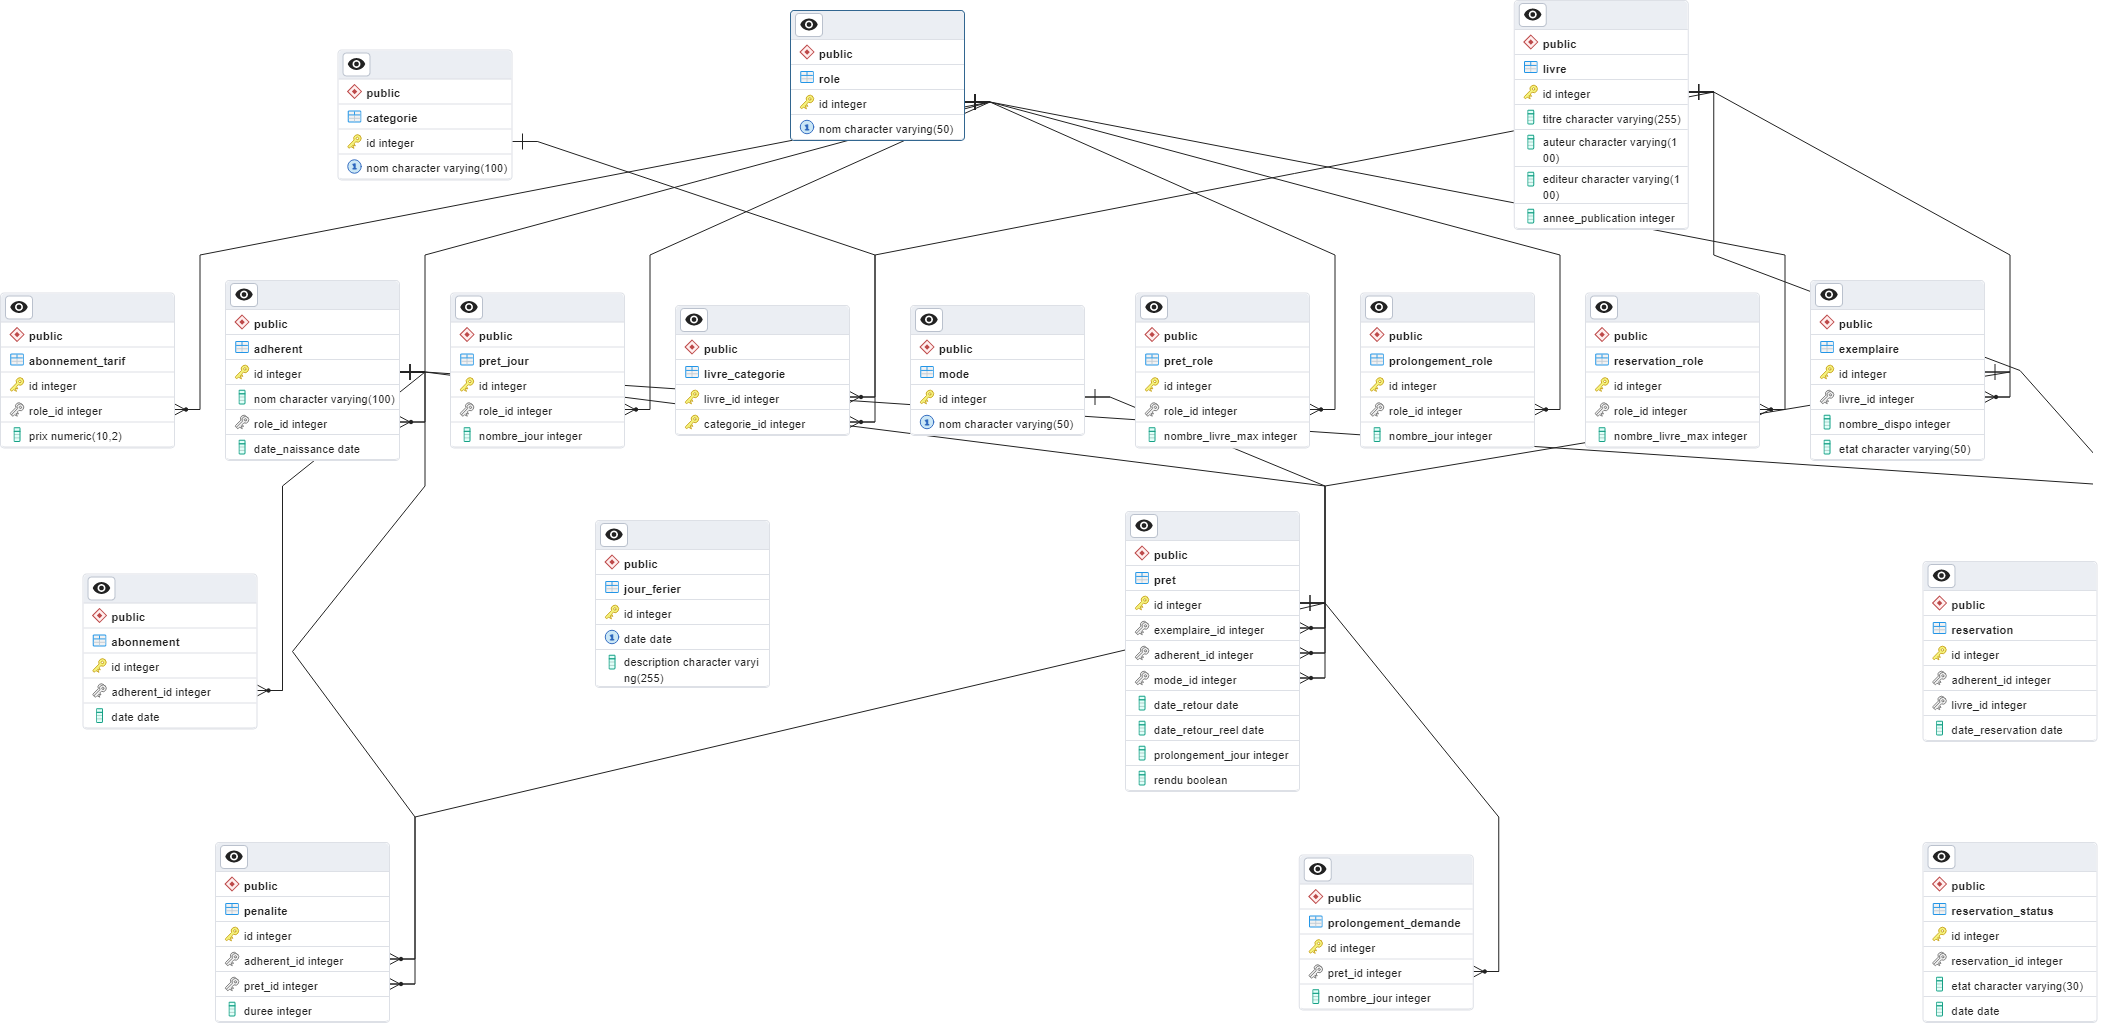 public
categorie
id integer
nom character varying(100)
public
role
id integer
nom character varying(50)
public
livre
id integer
titre character varying(255)
auteur character varying(1
00)
editeur character varying(1
00)
annee_publication integer
public
abonnement_tarif
id integer
role_id integer
prix numeric(10,2)
public
adherent
id integer
nom character varying(100)
role_id integer
date_naissance date
public
pret_jour
id integer
role_id integer
nombre_jour integer
public
livre_categorie
livre_id integer
categorie_id integer
public
mode
id integer
nom character varying(50)
public
pret_role
id integer
role_id integer
nombre_livre_max integer
public
prolongement_role
id integer
role_id integer
nombre_jour integer
public
reservation_role
id integer
role_id integer
nombre_livre_max integer
public
exemplaire
id integer
livre_id integer
nombre_dispo integer
etat character varying(50)
public
abonnement
id integer
adherent_id integer
date date
public
jour_ferier
id integer
date date
description character varyi
ng(255)
public
pret
id integer
exemplaire_id integer
adherent_id integer
mode_id integer
date_retour date
date_retour_reel date
prolongement_jour integer
rendu boolean
public
reservation
id integer
adherent_id integer
livre_id integer
date_reservation date
public
penalite
id integer
adherent_id integer
pret_id integer
duree integer
public
prolongement_demande
id integer
pret_id integer
nombre_jour integer
public
reservation_status
id integer
reservation_id integer
etat character varying(30)
date date